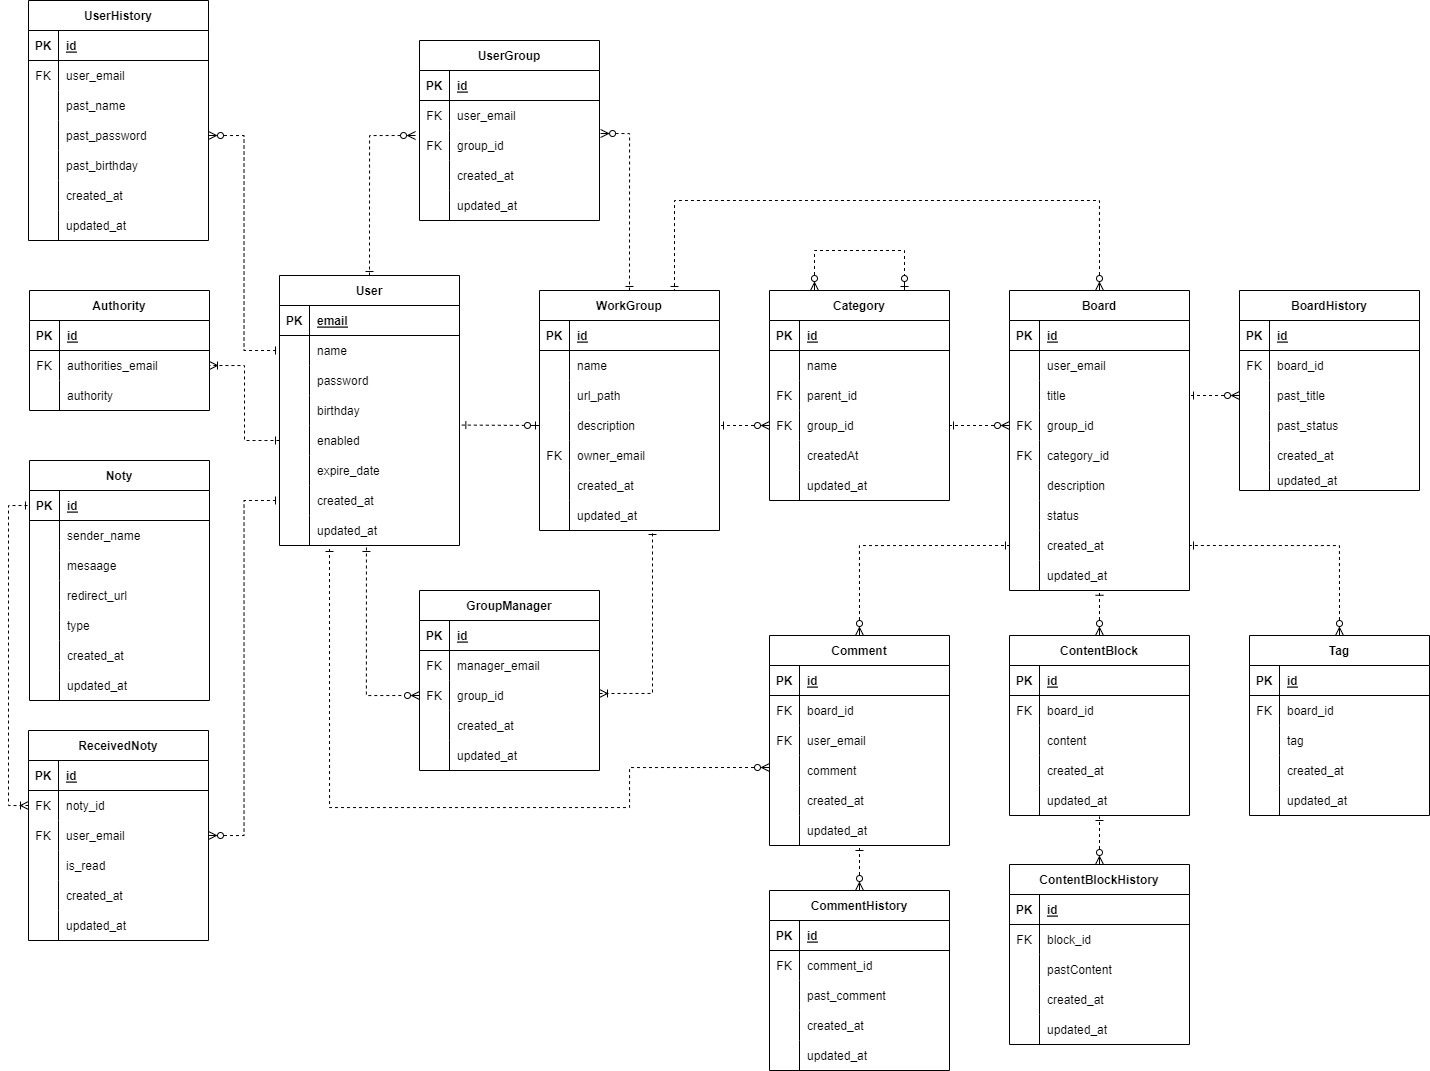 UserHistory
PK id
FK user_email
past_name
past_password
past_birthday
created_at
updated_at
UserGroup
PK id
FK user_email
FK group_id
created_at
updated_at
Authority
PK id
FK authorities_email
authority
User
PK email
name
password
birthday
enabled
expire_date
created_at
updated_at
WorkGroup
PK id
name
url_path
description
FK owner_email
created_at
updated_at
Category
PK id
name
FK parent_id
FK group_id
createdAt
updated_at
Board
PK id
user_email
title
FK group_id
FK category_id
description
status
created_at
updated_at
BoardHistory
PK id
FK board_id
past_title
past_status
created_at
updated_at
Noty
PK id
sender_name
mesaage
redirect_url
type
created_at
updated_at
GroupManager
PK id
FK manager_email
FK group_id
created_at
updated_at
Comment
PK id
FK board_id
FK user_email
comment
created_at
updated_at
ContentBlock
PK id
FK board_id
content
created_at
updated_at
Tag
PK id
FK board_id
tag
created_at
updated_at
ReceivedNoty
PK id
FK noty_id
FK user_email
is_read
created_at
updated_at
CommentHistory
PK id
FK comment_id
past_comment
created_at
updated_at
ContentBlockHistory
PK id
FK block_id
pastContent
created_at
updated_at